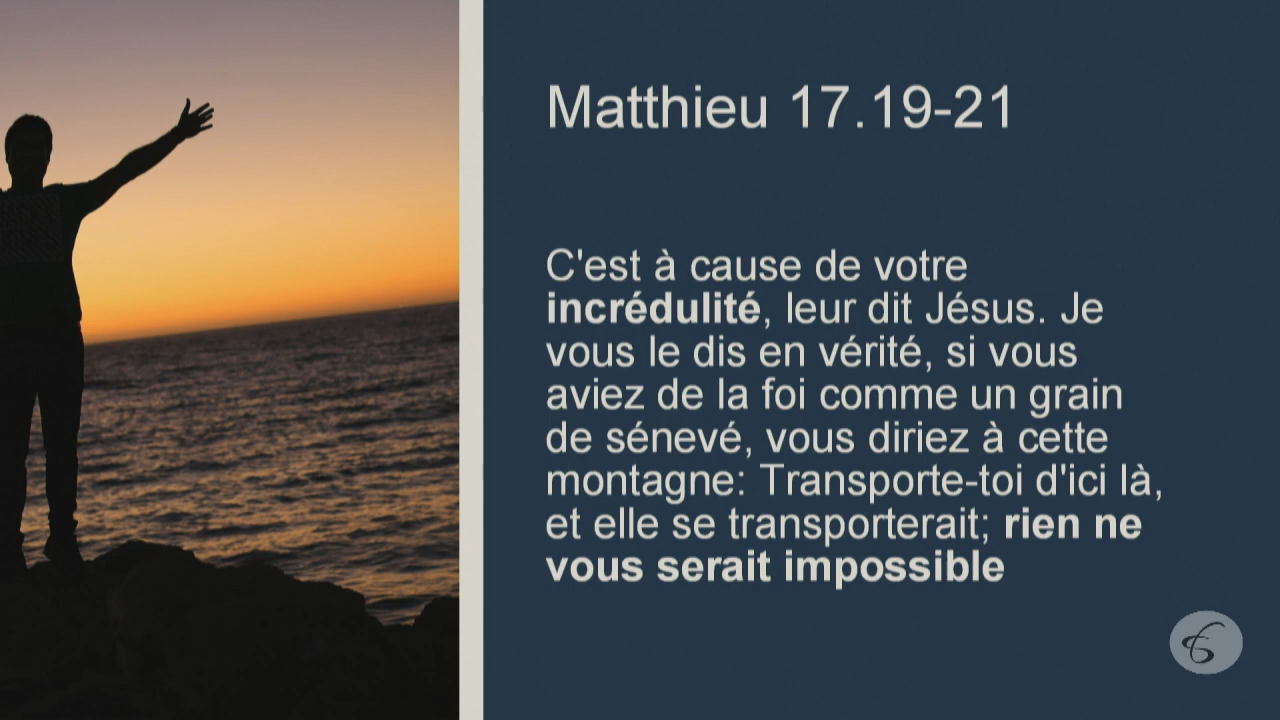 Matthieu 17.19-21
C'est à cause de votre
incrédulité, leur dit Jésus. Je
vous le dis en vérité, si vous
aviez de la foi comme un grain
de sénevé, vous diriez à cette
montagne: Transporte-toi d'ici là,
et elle se transporterait; rien ne
vous serait impossible